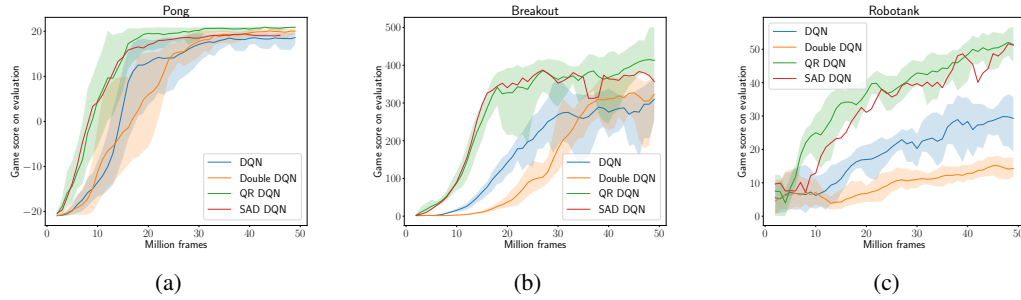 Pong
Game score on evaluation
20
10
0
−10
−20
DQN
Double DQN
QR DQN
SAD DQN
0 10 20 30 40 50
Million frames
(a)
Breakout
Game score on evaluation
500
400
300
200
100
0
DQN
Double DQN
QR DQN
SAD DQN
0 10 20 30 40 50
Million frames
(b)
Robotank
Game score on evaluation
50
40
30
20
10
0
DQN
Double DQN
QR DQN
SAD DQN
0 10 20 30 40 50
Million frames
(c)